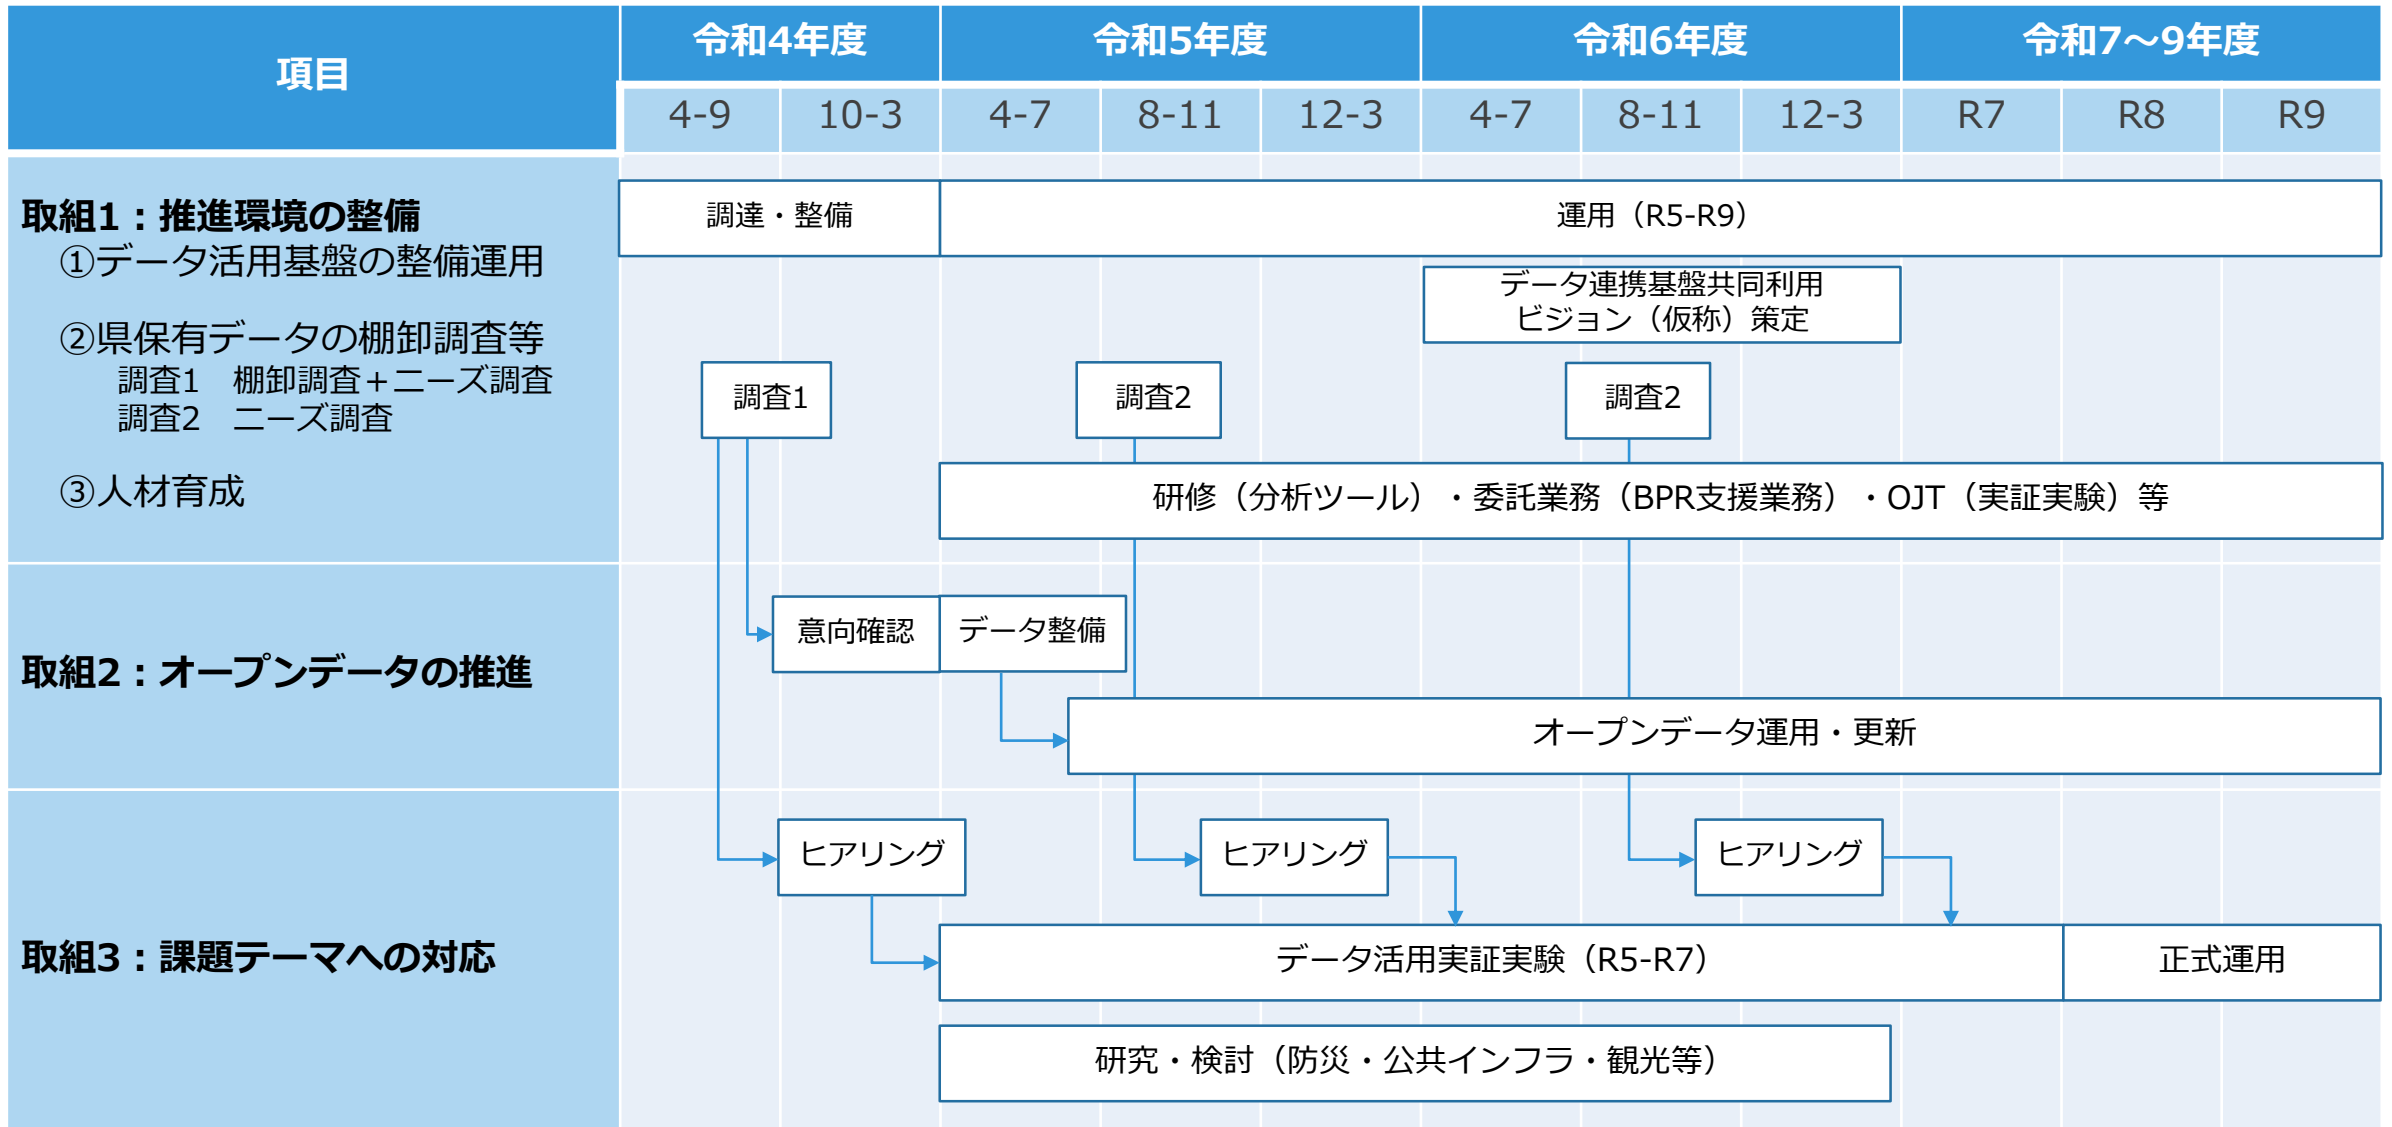 項目
令和4年度
令和5年度
令和6年度
令和7～9年度
4-9
10-3
4-7
8-11
12-3
4-7
8-11
12-3
R7
R8
R9
取組1：推進環境の整備
①データ活用基盤の整備運用
②県保有データの棚卸調査等
調査1　棚卸調査＋ニーズ調査
調査2　ニーズ調査
③人材育成
調達・整備
運用（R5-R9）
データ連携基盤共同利用
ビジョン（仮称）策定
調査1
調査2
調査2
研修（分析ツール）・委託業務（BPR支援業務）・OJT（実証実験）等
取組2：オープンデータの推進
意向確認
データ整備
オープンデータ運用・更新
取組3：課題テーマへの対応
ヒアリング
ヒアリング
ヒアリング
データ活用実証実験（R5-R7）
正式運用
研究・検討（防災・公共インフラ・観光等）